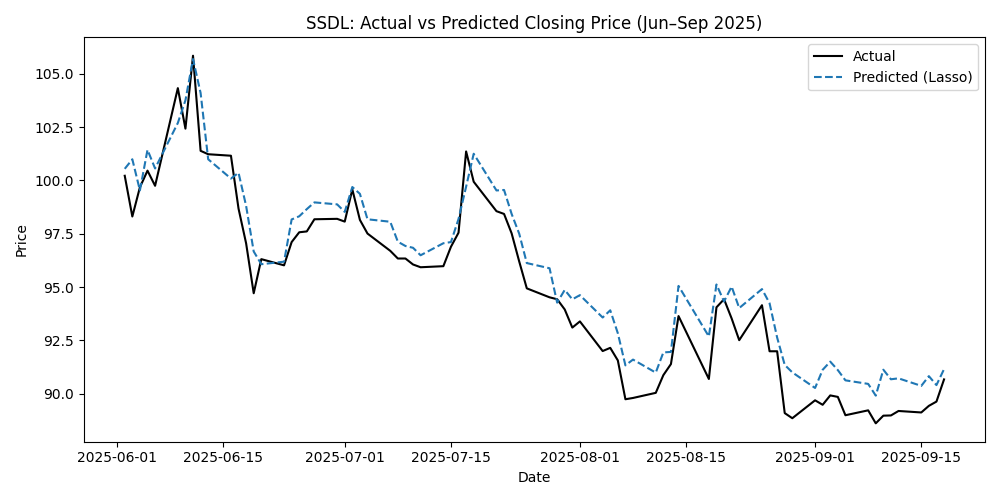 SSDL: Actual vs Predicted Closing Price (Jun–Sep 2025)
Actual
Predicted (Lasso)
Price
105.0
102.5
100.0
97.5
95.0
92.5
90.0
2025-06-01 2025-06-15 2025-07-01 2025-07-15 2025-08-01 2025-08-15 2025-09-01 2025-09-15
Date